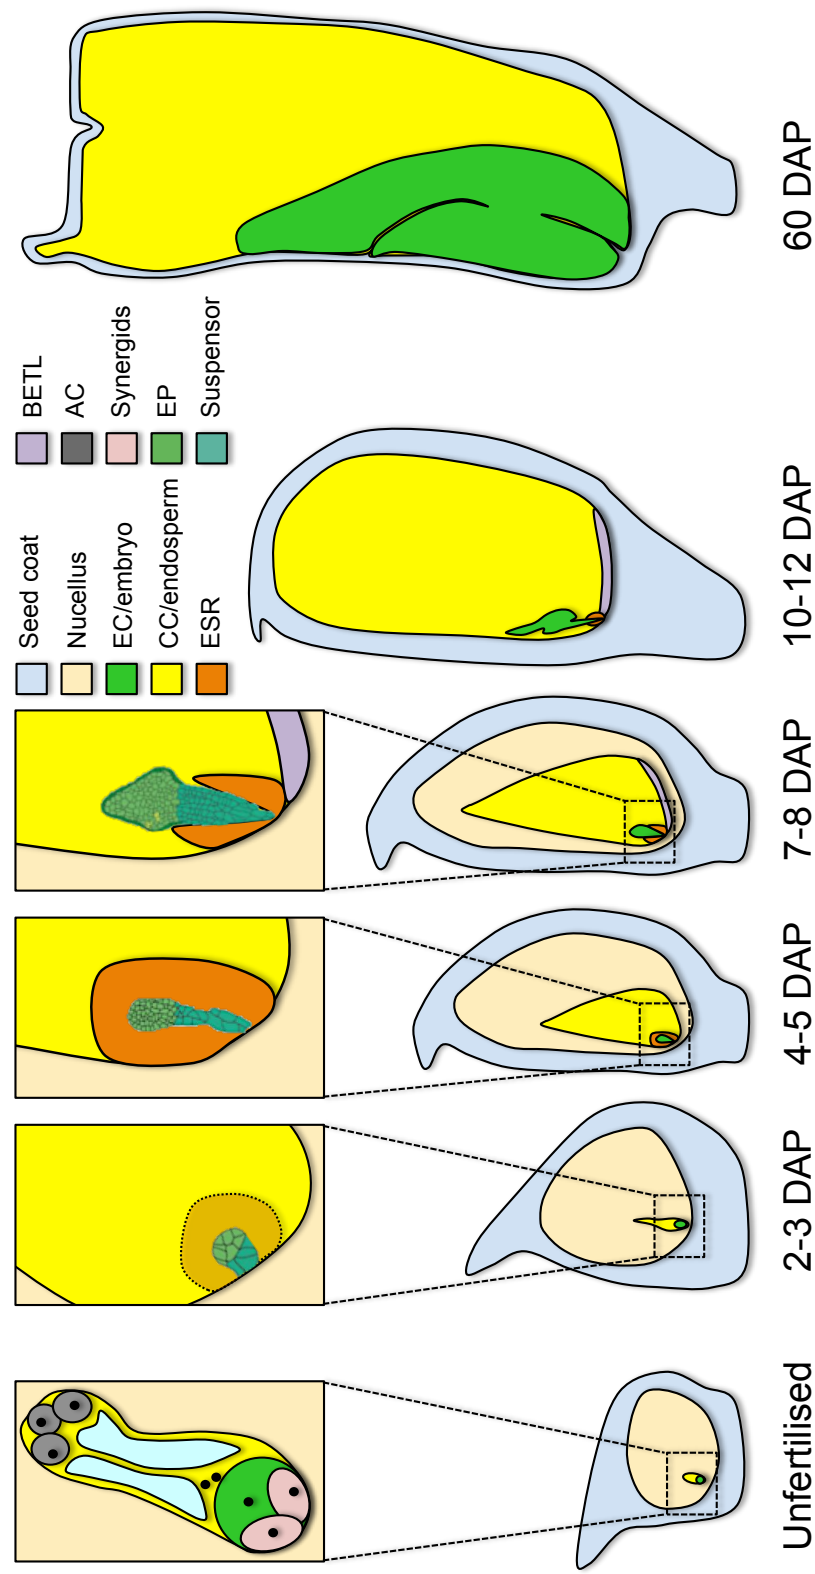 Seed coat
Nucellus
EC/embryo
CC/endosperm
ESR
BETL
AC
Synergids
EP
Suspensor
Unfertilised
2-3 DAP
4-5 DAP
7-8 DAP
10-12 DAP
60 DAP